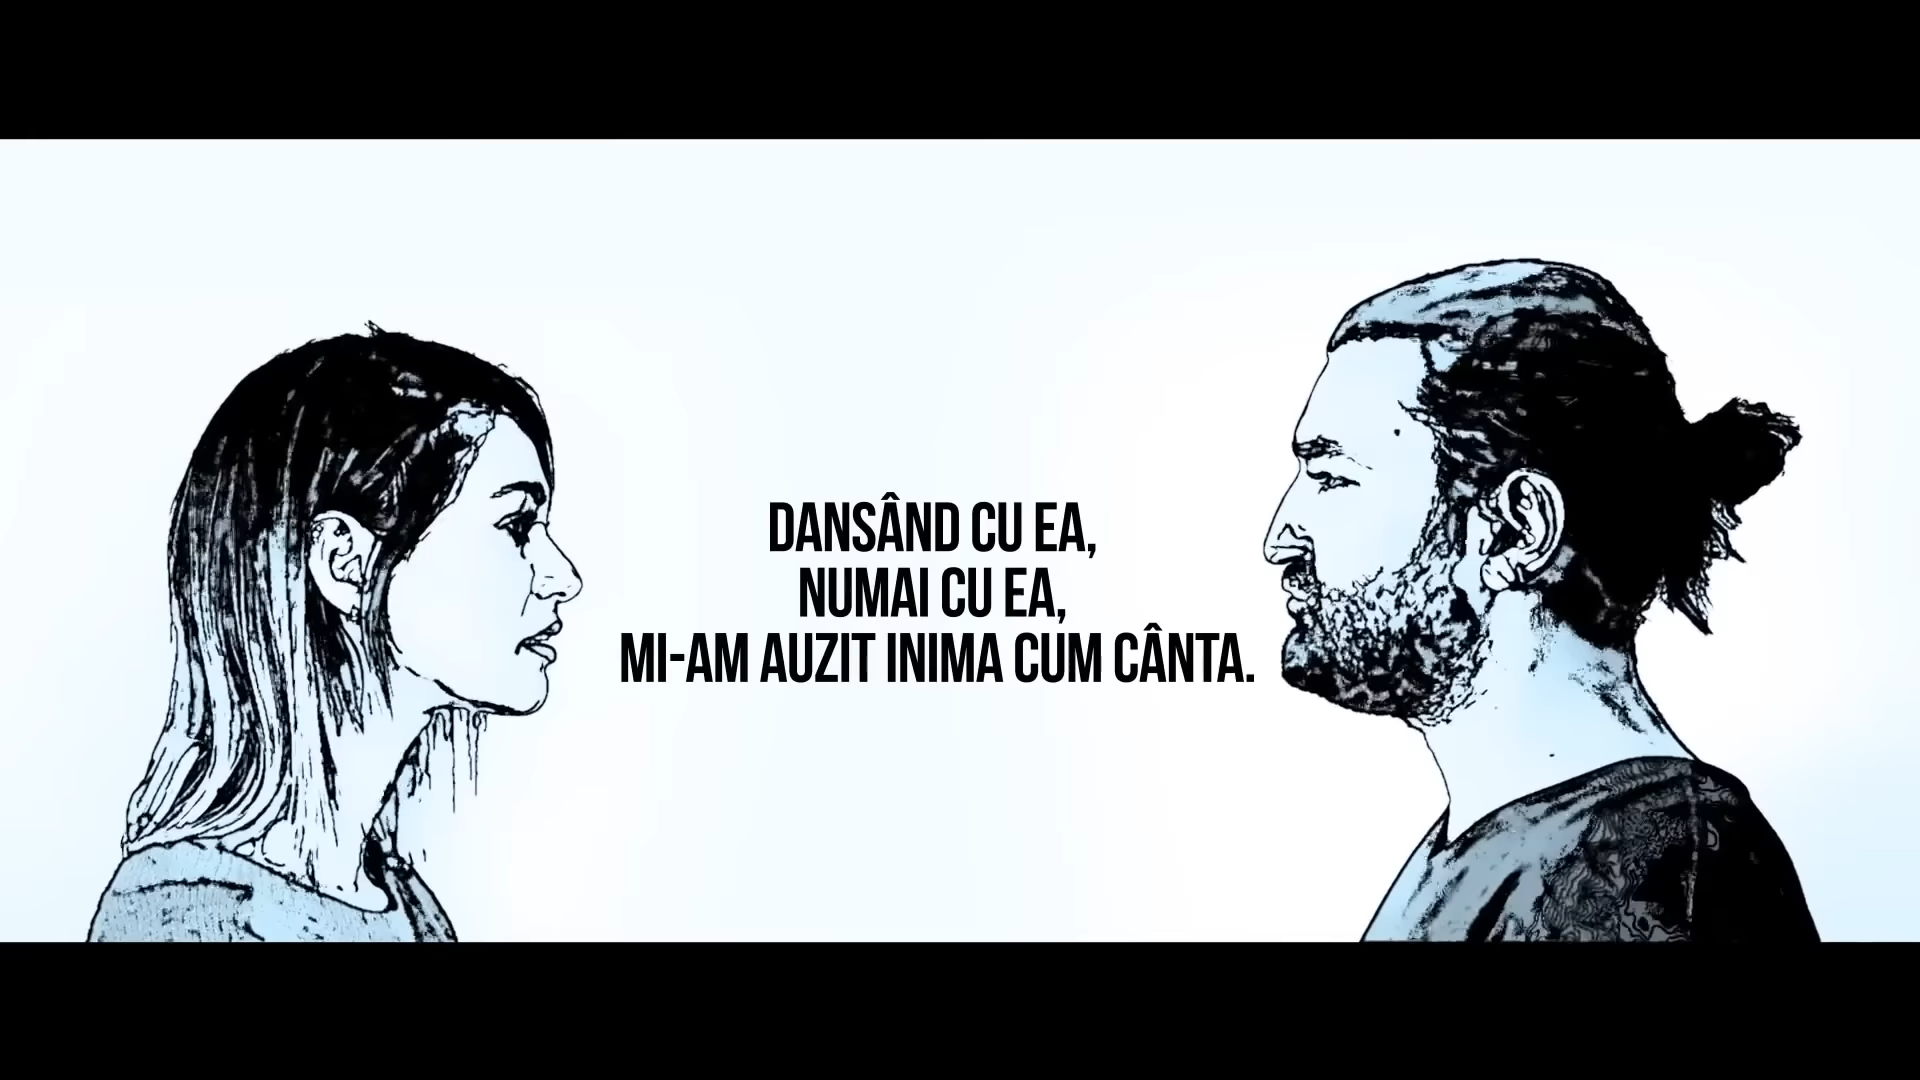 DANSÂND CU EA,
NUMAI CU EA,
MI-AM AUZIT INIMA CUM CÂNTA.